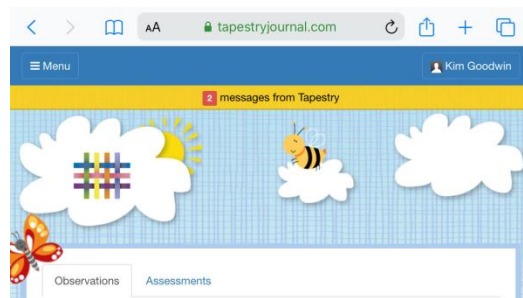 AA tapestryjournal.com
Menu Kim Goodwin
2 messages from Tapestry
Observations Assessments